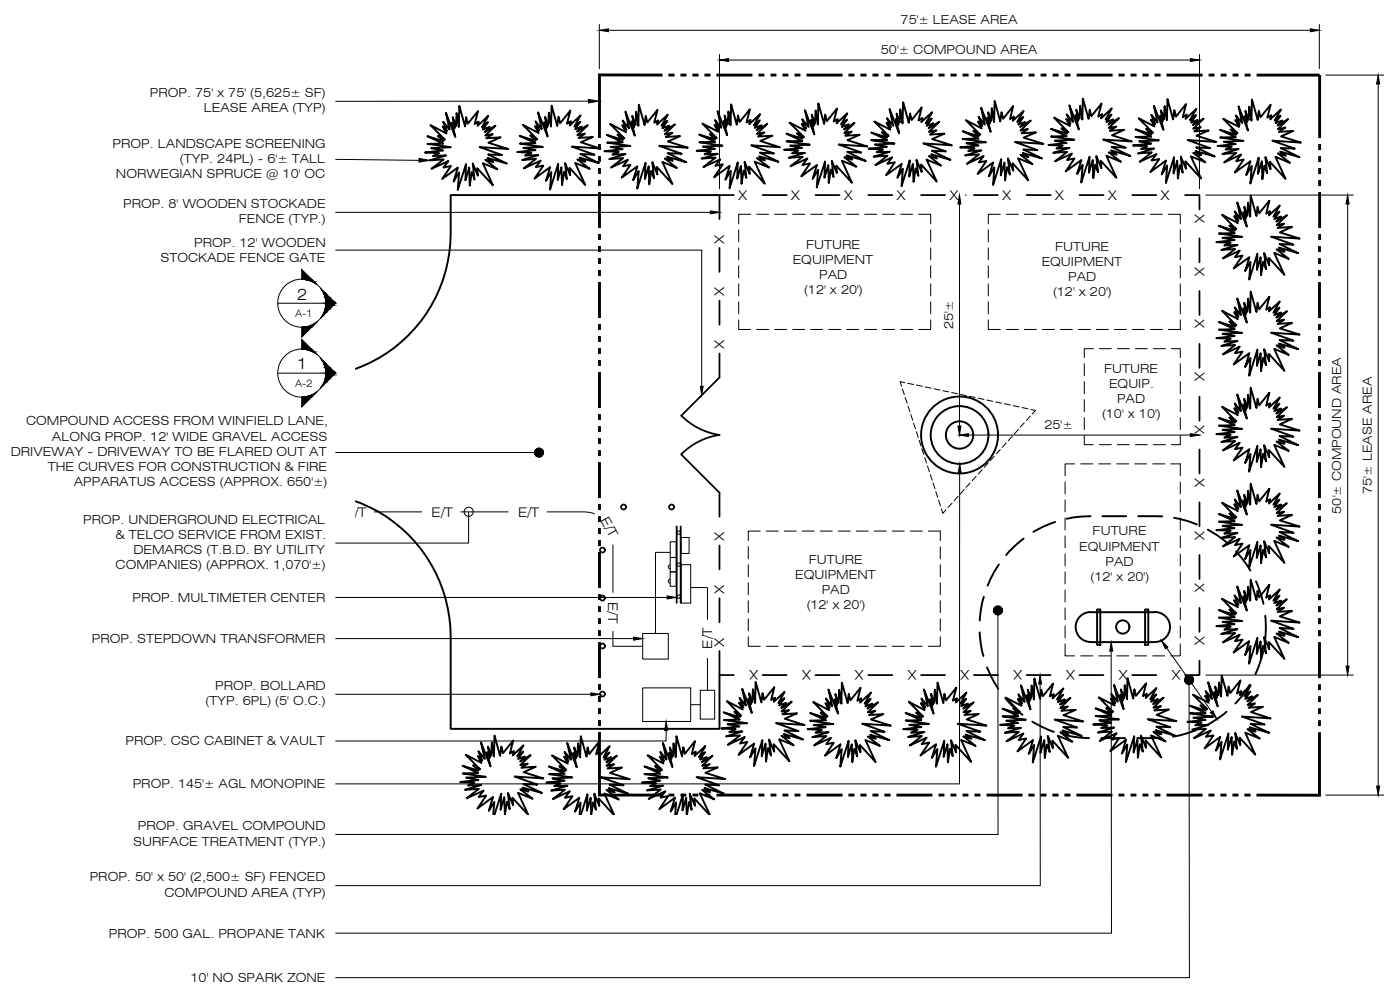 75'± LEASE AREA
50'± COMPOUND AREA
PROP. 75' x 75' (5,625± SF)
LEASE AREA (TYP)
PROP. LANDSCAPE SCREENING
(TYP. 24PL) - 6'± TALL
NORWEGIAN SPRUCE @ 10' OC
PROP. 8' WOODEN STOCKADE
FENCE (TYP.)
PROP. 12' WOODEN
STOCKADE FENCE GATE
2
A-1
1
A-2
COMPOUND ACCESS FROM WINFIELD LANE,
ALONG PROP. 12' WIDE GRAVEL ACCESS
DRIVEWAY - DRIVEWAY TO BE FLARED OUT AT
THE CURVES FOR CONSTRUCTION & FIRE
APPARATUS ACCESS (APPROX. 650'±)
PROP. UNDERGROUND ELECTRICAL
& TELCO SERVICE FROM EXIST.
DEMARCS (T.B.D. BY UTILITY
COMPANIES) (APPROX. 1,070'±)
PROP. MULTIMETER CENTER
PROP. STEPDOWN TRANSFORMER
PROP. BOLLARD
(TYP. 6PL) (5' O.C.)
PROP. CSC CABINET & VAULT
PROP. 145'± AGL MONOPINE
PROP. GRAVEL COMPOUND
SURFACE TREATMENT (TYP.)
PROP. 50' x 50' (2,500± SF) FENCED
COMPOUND AREA (TYP)
PROP. 500 GAL. PROPANE TANK
10' NO SPARK ZONE
/T
E/T
E/T
E/T
E/T
E/T
FUTURE
EQUIPMENT
PAD
(12' x 20')
FUTURE
EQUIPMENT
PAD
(12' x 20')
25'±
FUTURE
EQUIP.
PAD
(10' x 10')
25'±
FUTURE
EQUIPMENT
PAD
(12' x 20')
FUTURE
EQUIPMENT
PAD
(12' x 20')
50'± COMPOUND AREA
75'± LEASE AREA